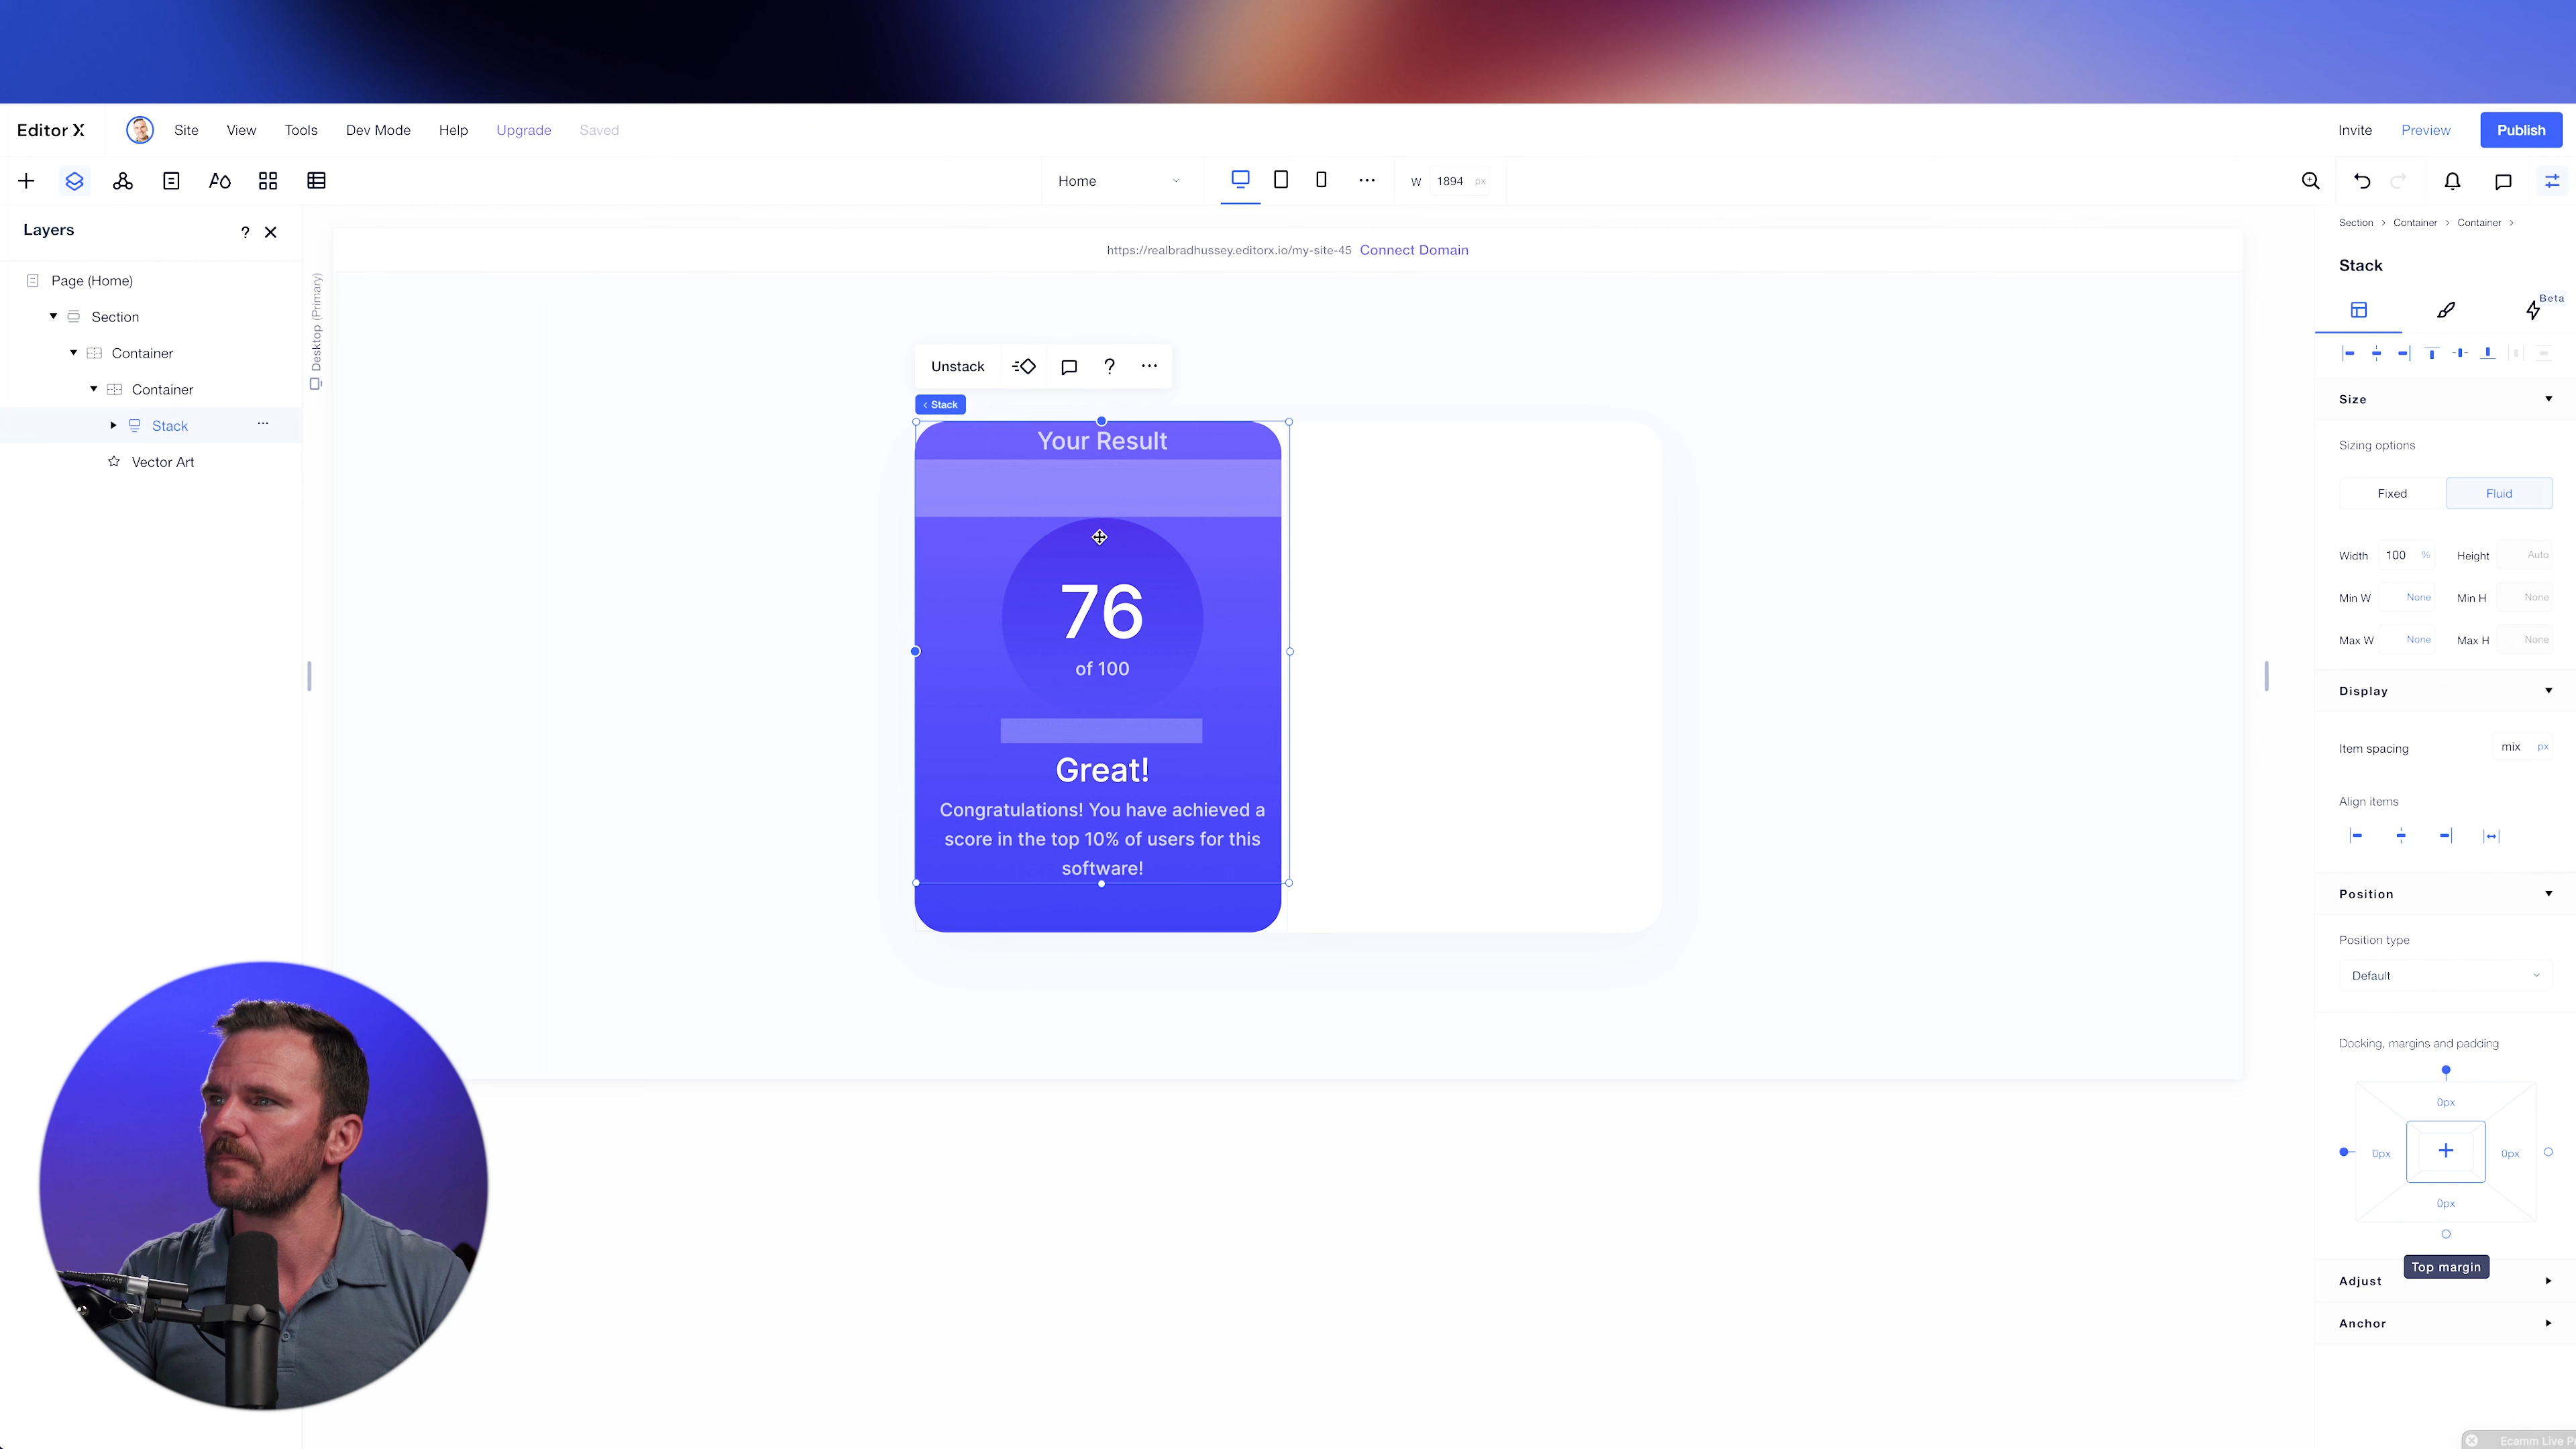 Editor X
Site
View
Tools
Dev Mode
Help
Upgrade
Saved
Invite
Preview
Publish
Home
W 1894 px
Layers
?
Page (Home)
Section
Container
Container
Stack
Vector Art
Desktop (Primary)
https://realbradhussey.editorx.io/my-site-45 Connect Domain
Unstack
?
< Stack
Your Result
76
of 100
Great!
Congratulations! You have achieved a
score in the top 10% of users for this
software!
Section > Container > Container >
Stack
Beta
Size
Sizing options
Fixed
Fluid
Width 100 % Height Auto
Min W None Min H None
Max W None Max H None
Display
Item spacing mix px
Align items
Position
Position type
Default
Docking, margins and padding
0px
0px
0px
0px
Top margin
Adjust
Anchor
Ecamm Live